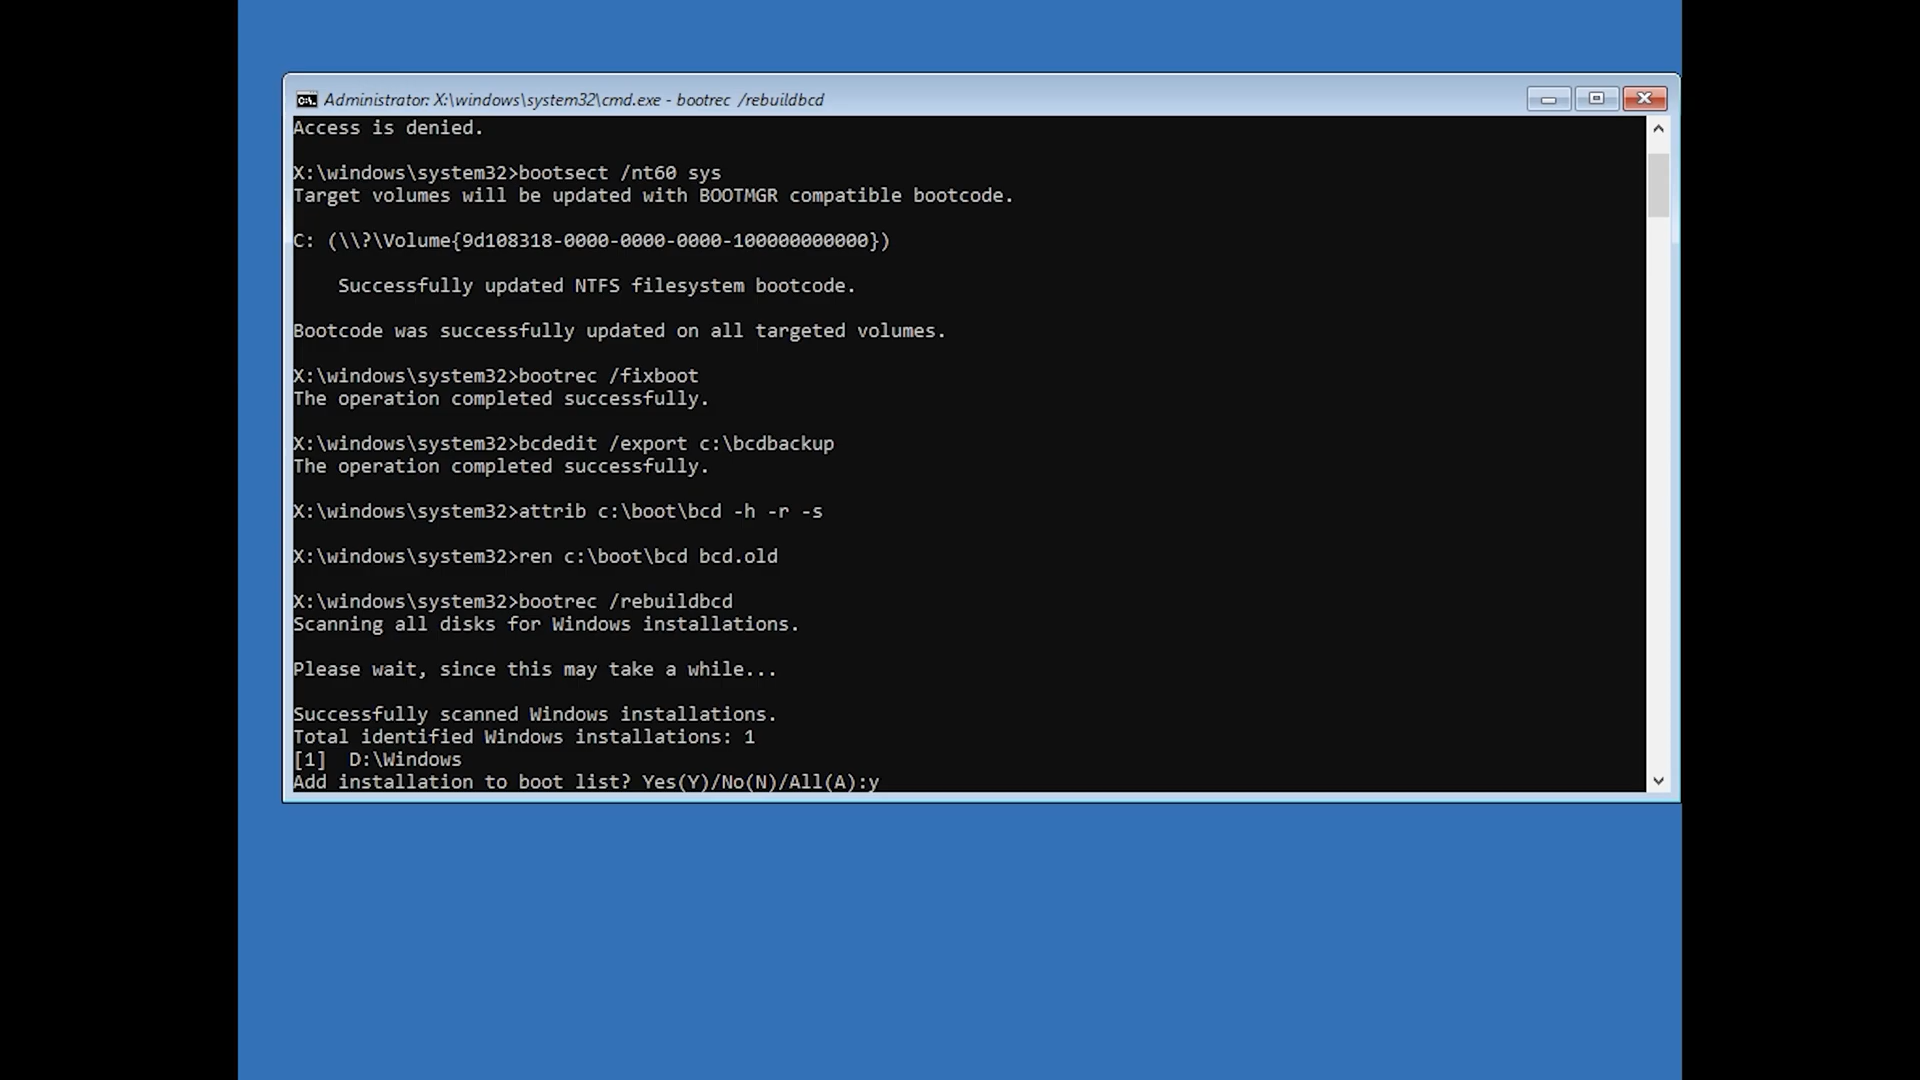 Administrator: X:\windows\system32\cmd.exe - bootrec /rebuildbcd
Access is denied.
X:\windows\system32>bootsect /nt60 sys
Target volumes will be updated with BOOTMGR compatible bootcode.
C: (\\?\Volume{9d108318-0000-0000-0000-100000000000})
Successfully updated NTFS filesystem bootcode.
Bootcode was successfully updated on all targeted volumes.
X:\windows\system32>bootrec /fixboot
The operation completed successfully.
X:\windows\system32>bcdedit /export c:\bcdbackup
The operation completed successfully.
X:\windows\system32>attrib c:\boot\bcd -h -r -s
X:\windows\system32>ren c:\boot\bcd bcd.old
X:\windows\system32>bootrec /rebuildbcd
Scanning all disks for Windows installations.
Please wait, since this may take a while...
Successfully scanned Windows installations.
Total identified Windows installations: 1
[1]  D:\Windows
Add installation to boot list? Yes(Y)/No(N)/All(A):y